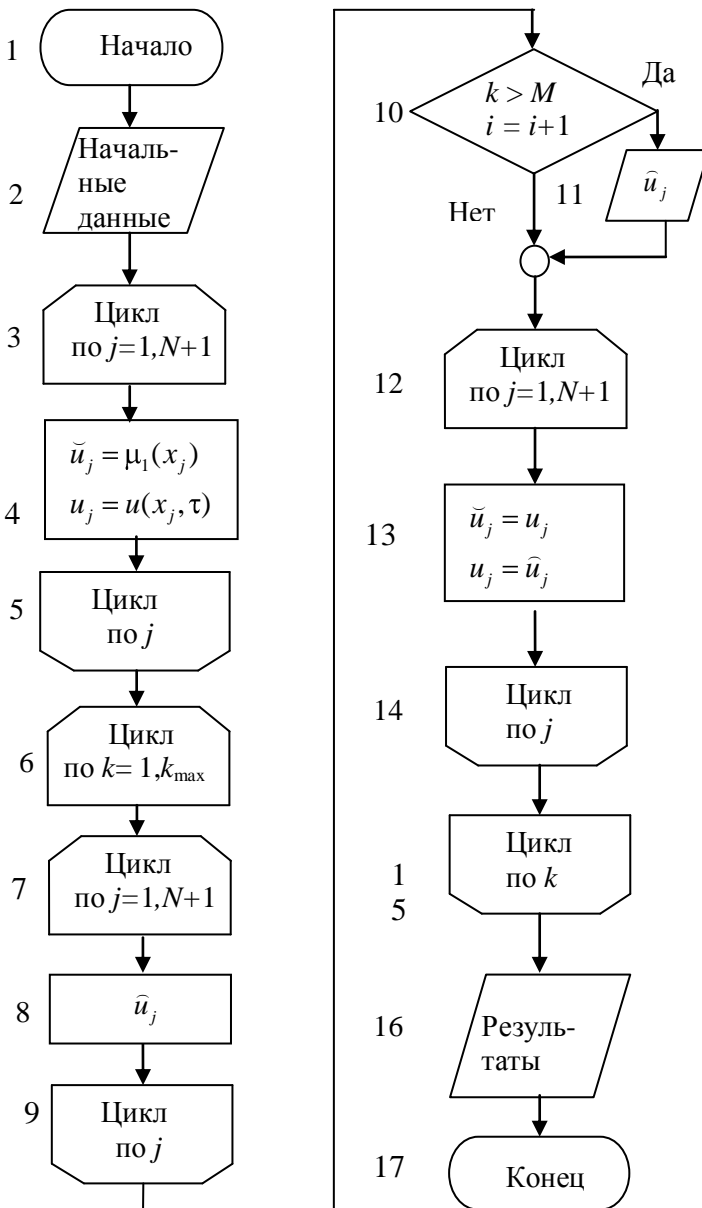 1
Начало
2
Началь-
ные
данные
3
Цикл
по j=1,N+1
4
ŭ_j = μ_1(x_j)
u_j = u(x_j, τ)
5
Цикл
по j
6
Цикл
по k= 1,k_max
7
Цикл
по j=1,N+1
8
û_j
9
Цикл
по j
10
k > M
i = i+1
Да
Нет
11
û_j
12
Цикл
по j=1,N+1
13
ŭ_j = u_j
u_j = û_j
14
Цикл
по j
1
5
Цикл
по k
16
Резуль-
таты
17
Конец